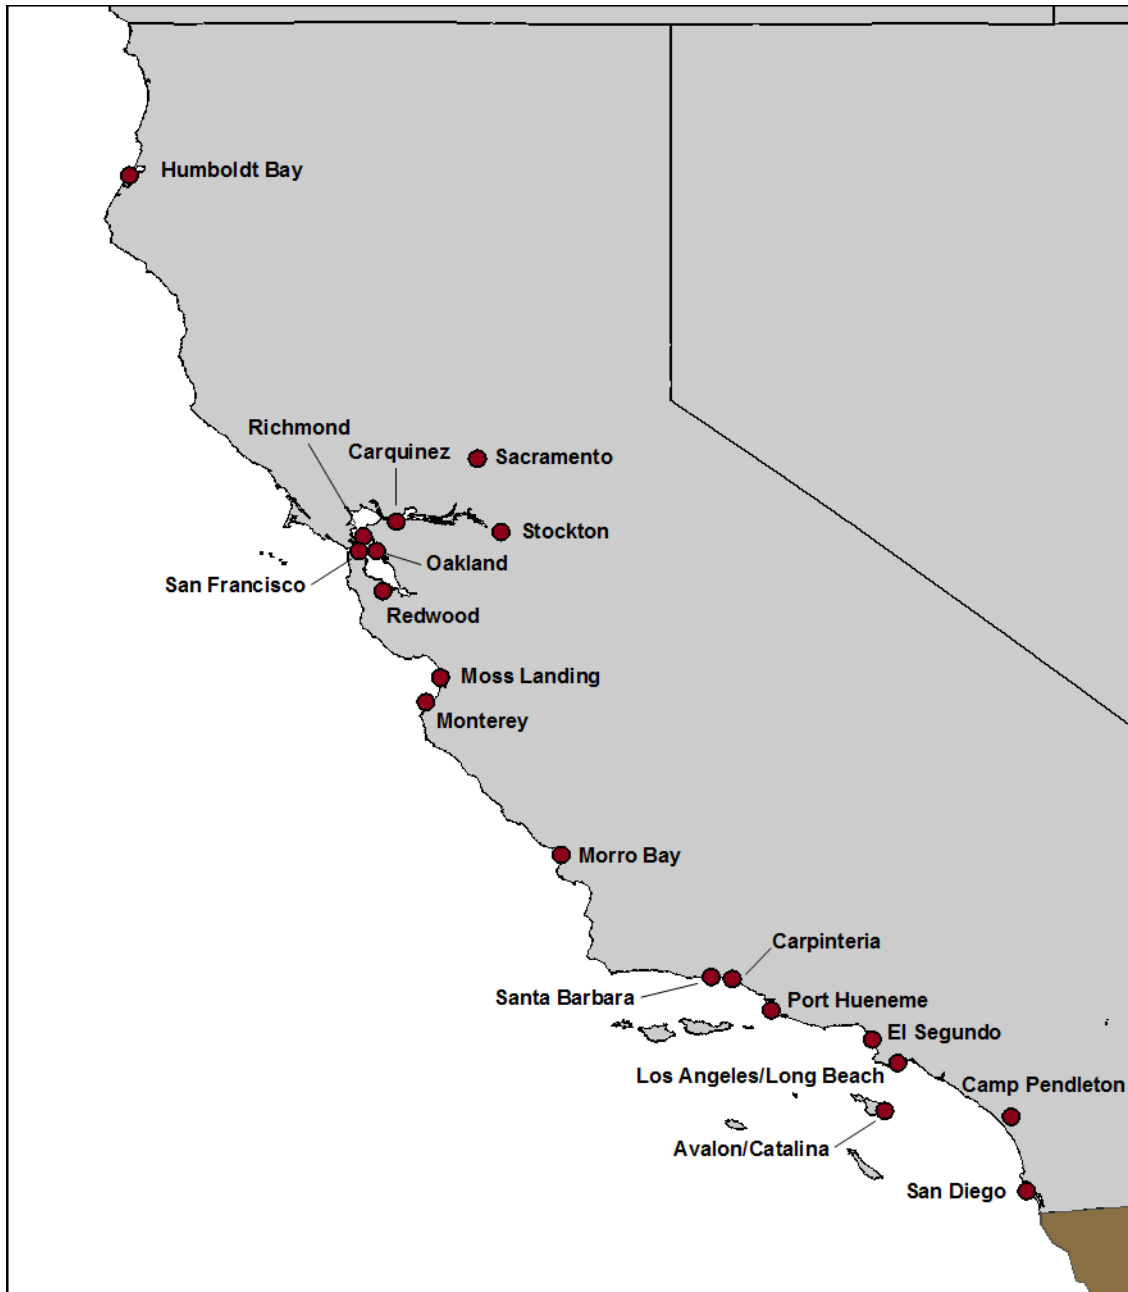 Humboldt Bay
Richmond
Carquinez
Sacramento
Stockton
Oakland
San Francisco
Redwood
Moss Landing
Monterey
Morro Bay
Carpinteria
Santa Barbara
Port Hueneme
El Segundo
Los Angeles/Long Beach
Camp Pendleton
Avalon/Catalina
San Diego